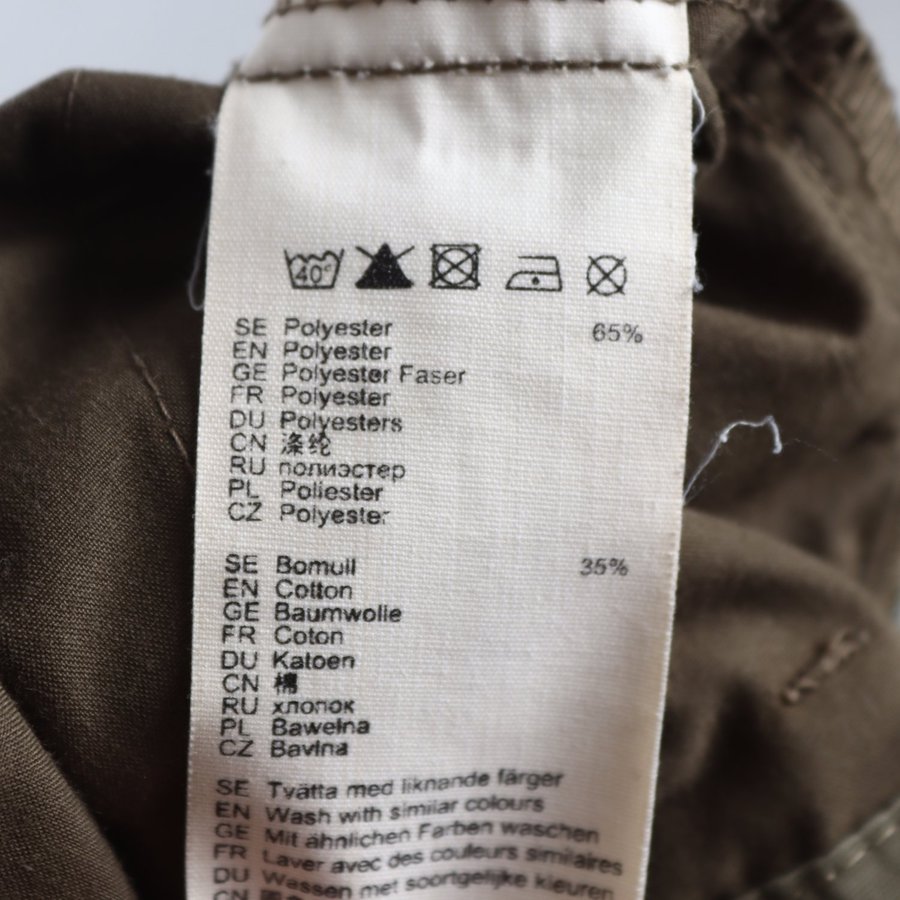 40°
SE Polyester 65%
EN Polyester
GE Polyester Faser
FR Polyester
DU Polyesters
CN 涤纶
RU полиэстер
PL Poliester
CZ Polyester
SE Bomull 35%
EN Cotton
GE Baumwolle
FR Coton
DU Katoen
CN 棉
RU хлопок
PL Bawełna
CZ Bavlna
SE Tvätta med liknande färger
EN Wash with similar colours
GE Mit ähnlichen Farben waschen
FR Laver avec des couleurs similaires
DU Wassen met soortgelijke kleuren
CN